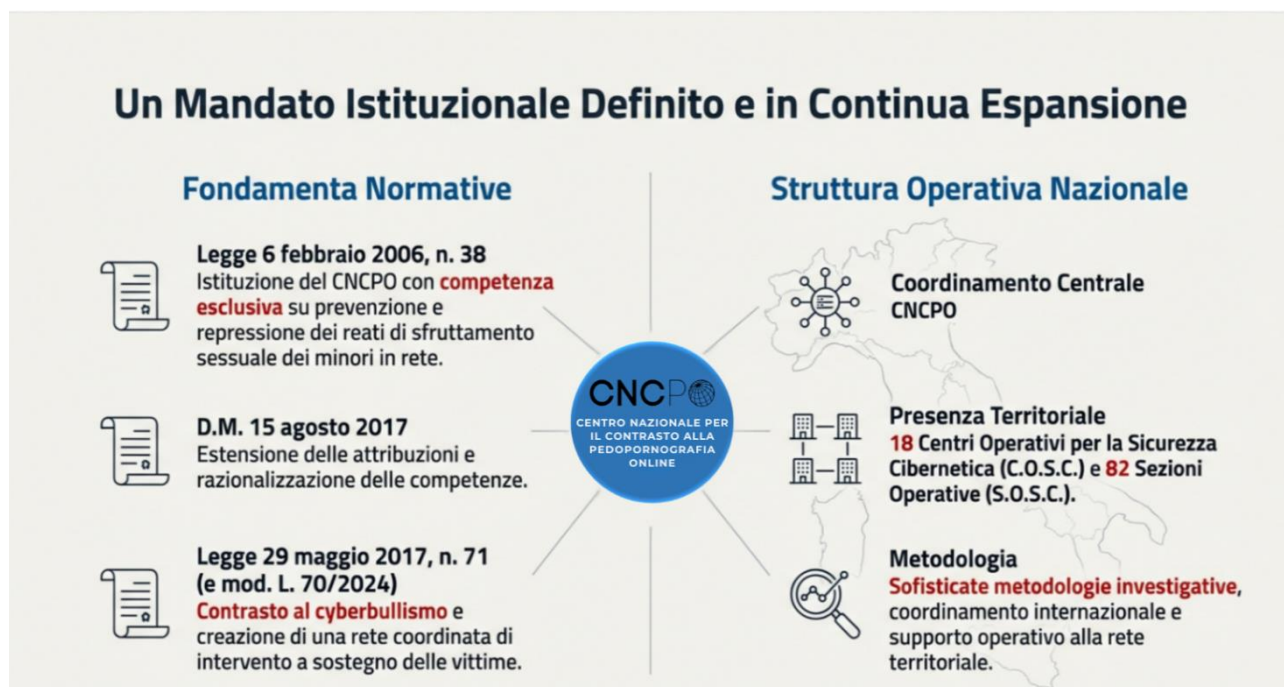 Un Mandato Istituzionale Definito e in Continua Espansione
Fondamenta Normative
Legge 6 febbraio 2006, n. 38
Istituzione del CNCPO con competenza
esclusiva su prevenzione e
repressione dei reati di sfruttamento
sessuale dei minori in rete.
D.M. 15 agosto 2017
Estensione delle attribuzioni e
razionalizzazione delle competenze.
Legge 29 maggio 2017, n. 71
(e mod. L. 70/2024)
Contrasto al cyberbullismo e
creazione di una rete coordinata di
intervento a sostegno delle vittime.
CNCPO
CENTRO NAZIONALE PER
IL CONTRASTO ALLA
PEDOPORNOGRAFIA
ONLINE
Struttura Operativa Nazionale
Coordinamento Centrale
CNCPO
Presenza Territoriale
18 Centri Operativi per la Sicurezza
Cibernetica (C.O.S.C.) e 82 Sezioni
Operative (S.O.S.C.).
Metodologia
Sofisticate metodologie investigative,
coordinamento internazionale e
supporto operativo alla rete
territoriale.